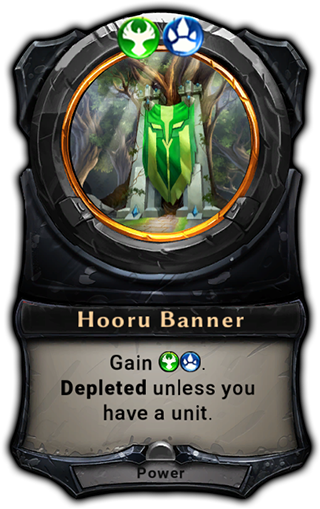 Hooru Banner
Gain .
Depleted unless you
have a unit.
Power